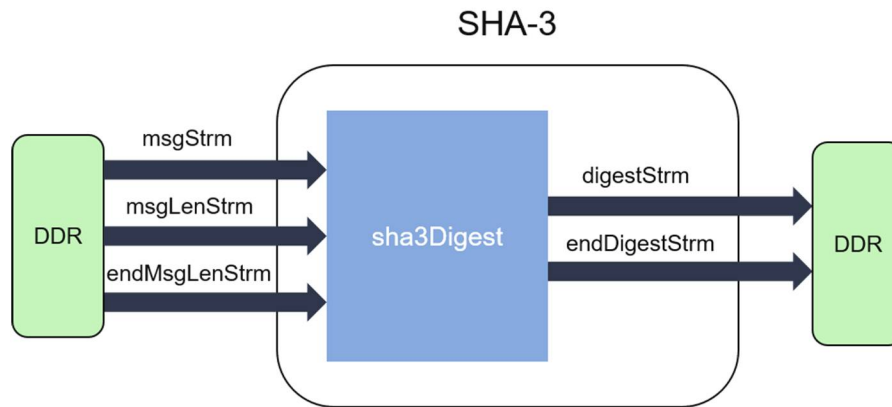 SHA-3
msgStrm
msgLenStrm
endMsgLenStrm
DDR
sha3Digest
digestStrm
endDigestStrm
DDR